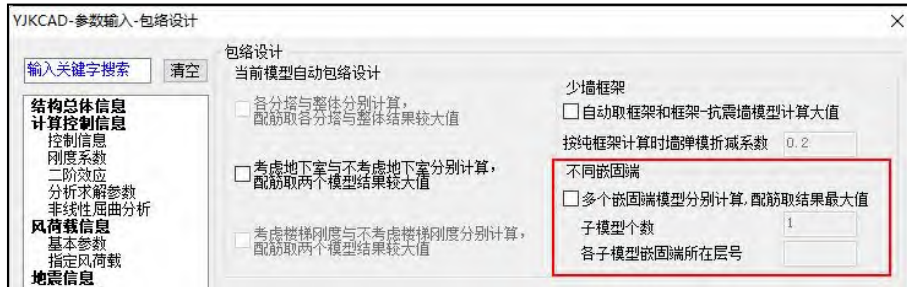 YJKCAD-参数输入-包络设计
输入关键字搜索
清空
结构总体信息
计算控制信息
控制信息
刚度系数
二阶效应
分析求解参数
非线性屈曲分析
风荷载信息
基本参数
指定风荷载
地震信息
包络设计
当前模型自动包络设计
各分塔与整体分别计算，
配筋取各分塔与整体结果较大值
考虑地下室与不考虑地下室分别计算，
配筋取两个模型结果较大值
考虑楼梯刚度与不考虑楼梯刚度分别计算，
配筋取两个模型结果较大值
少墙框架
自动取框架和框架-抗震墙模型计算大值
按纯框架计算时墙弹模折减系数 0.2
不同嵌固端
多个嵌固端模型分别计算,配筋取结果最大值
子模型个数 1
各子模型嵌固端所在层号